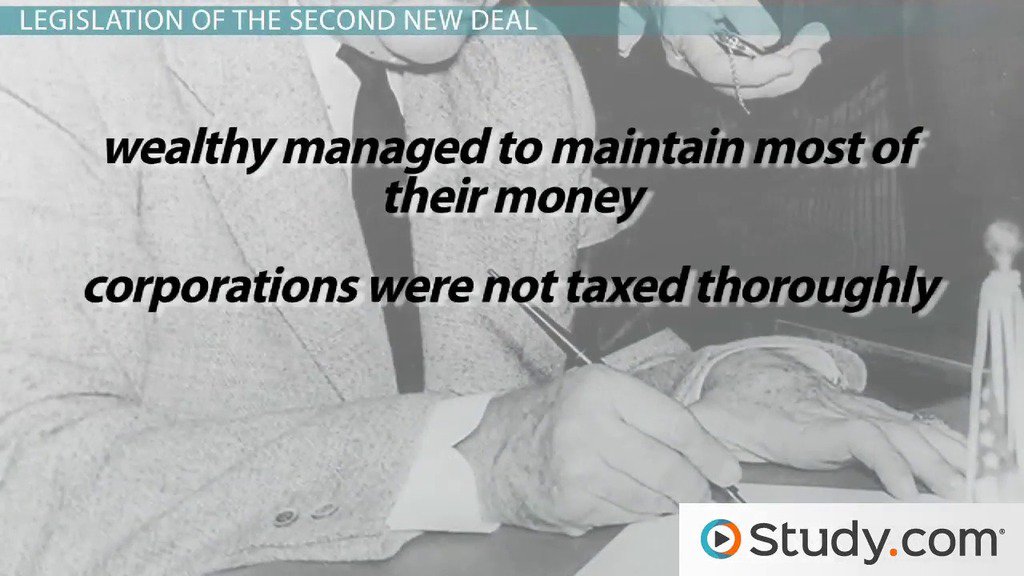 LEGISLATION OF THE SECOND NEW DEAL
wealthy managed to maintain most of
their money
corporations were not taxed thoroughly
Study.com®